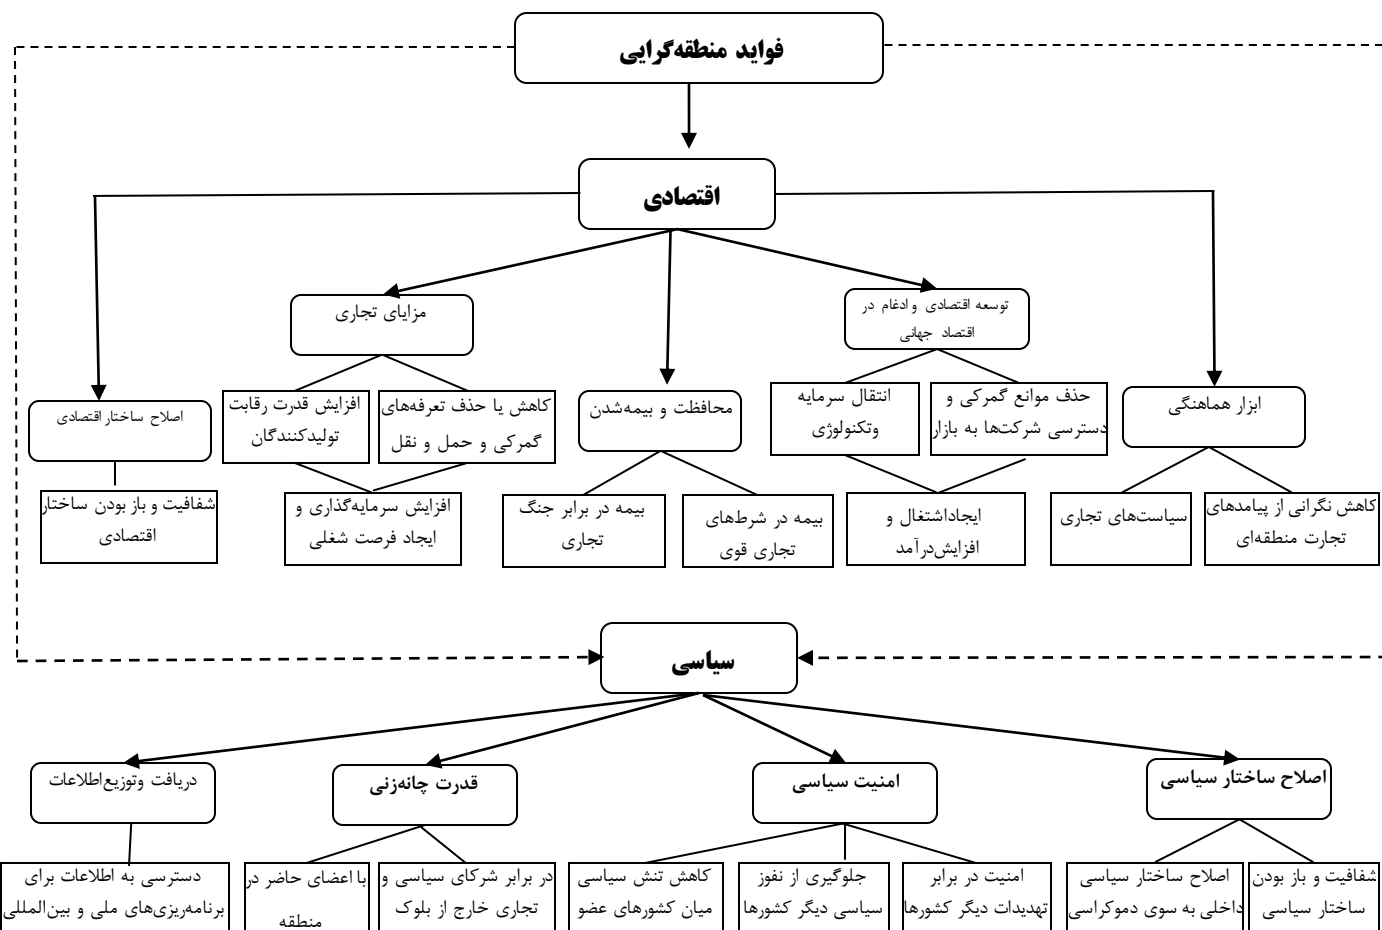 فواید منطقه‌گرایی
اقتصادی
توسعه اقتصادی و ادغام در
اقتصاد جهانی
مزایای تجاری
ابزار هماهنگی
محافظت و بیمه‌شدن
اصلاح ساختار اقتصادی
حذف موانع گمرکی و
دسترسی شرکت‌ها به بازار
انتقال سرمایه
وتکنولوژی
کاهش یا حذف تعرفه‌های
گمرکی و حمل و نقل
افزایش قدرت رقابت
تولیدکنندگان
کاهش نگرانی از پیامدهای
تجارت منطقه‌ای
سیاست‌های تجاری
ایجاداشتغال و
افزایش‌درآمد
بیمه در شرط‌های
تجاری قوی
بیمه در برابر جنگ
تجاری
افزایش سرمایه‌گذاری و
ایجاد فرصت شغلی
شفافیت و باز بودن ساختار
اقتصادی
سیاسی
اصلاح ساختار سیاسی
امنیت سیاسی
قدرت چانه‌زنی
دریافت وتوزیع‌اطلاعات
شفافیت و باز بودن
ساختار سیاسی
اصلاح ساختار سیاسی
داخلی به سوی دموکراسی
امنیت در برابر
تهدیدات دیگر کشورها
جلوگیری از نفوز
سیاسی دیگر کشورها
کاهش تنش سیاسی
میان کشورهای عضو
در برابر شرکای سیاسی و
تجاری خارج از بلوک
با اعضای حاضر در
منطقه
دسترسی به اطلاعات برای
برنامه‌ریزی‌های ملی و بین‌المللی